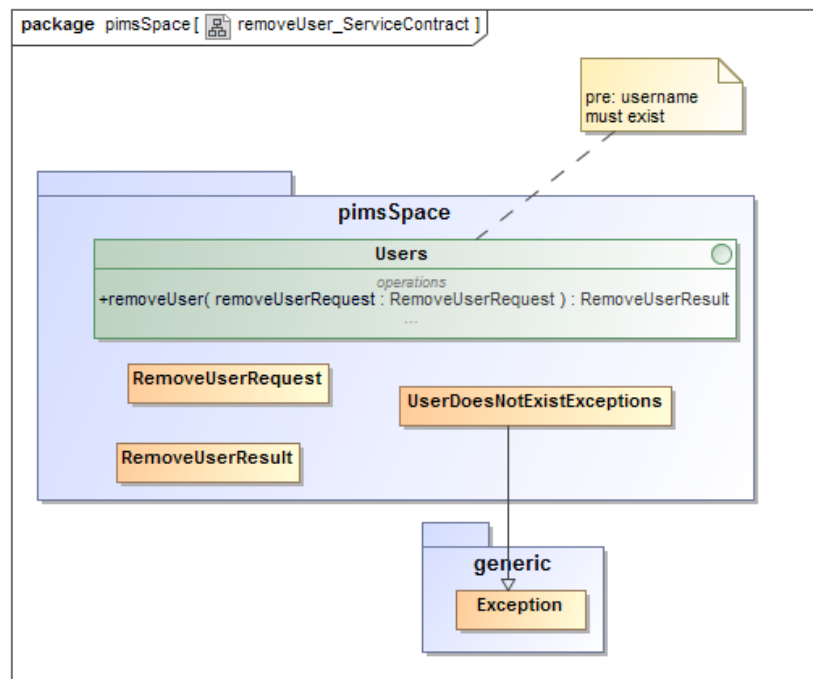 package pimsSpace [ removeUser_ServiceContract ]
pre: username
must exist
pimsSpace
Users
operations
+removeUser( removeUserRequest : RemoveUserRequest ) : RemoveUserResult
...
RemoveUserRequest
UserDoesNotExistExceptions
RemoveUserResult
generic
Exception